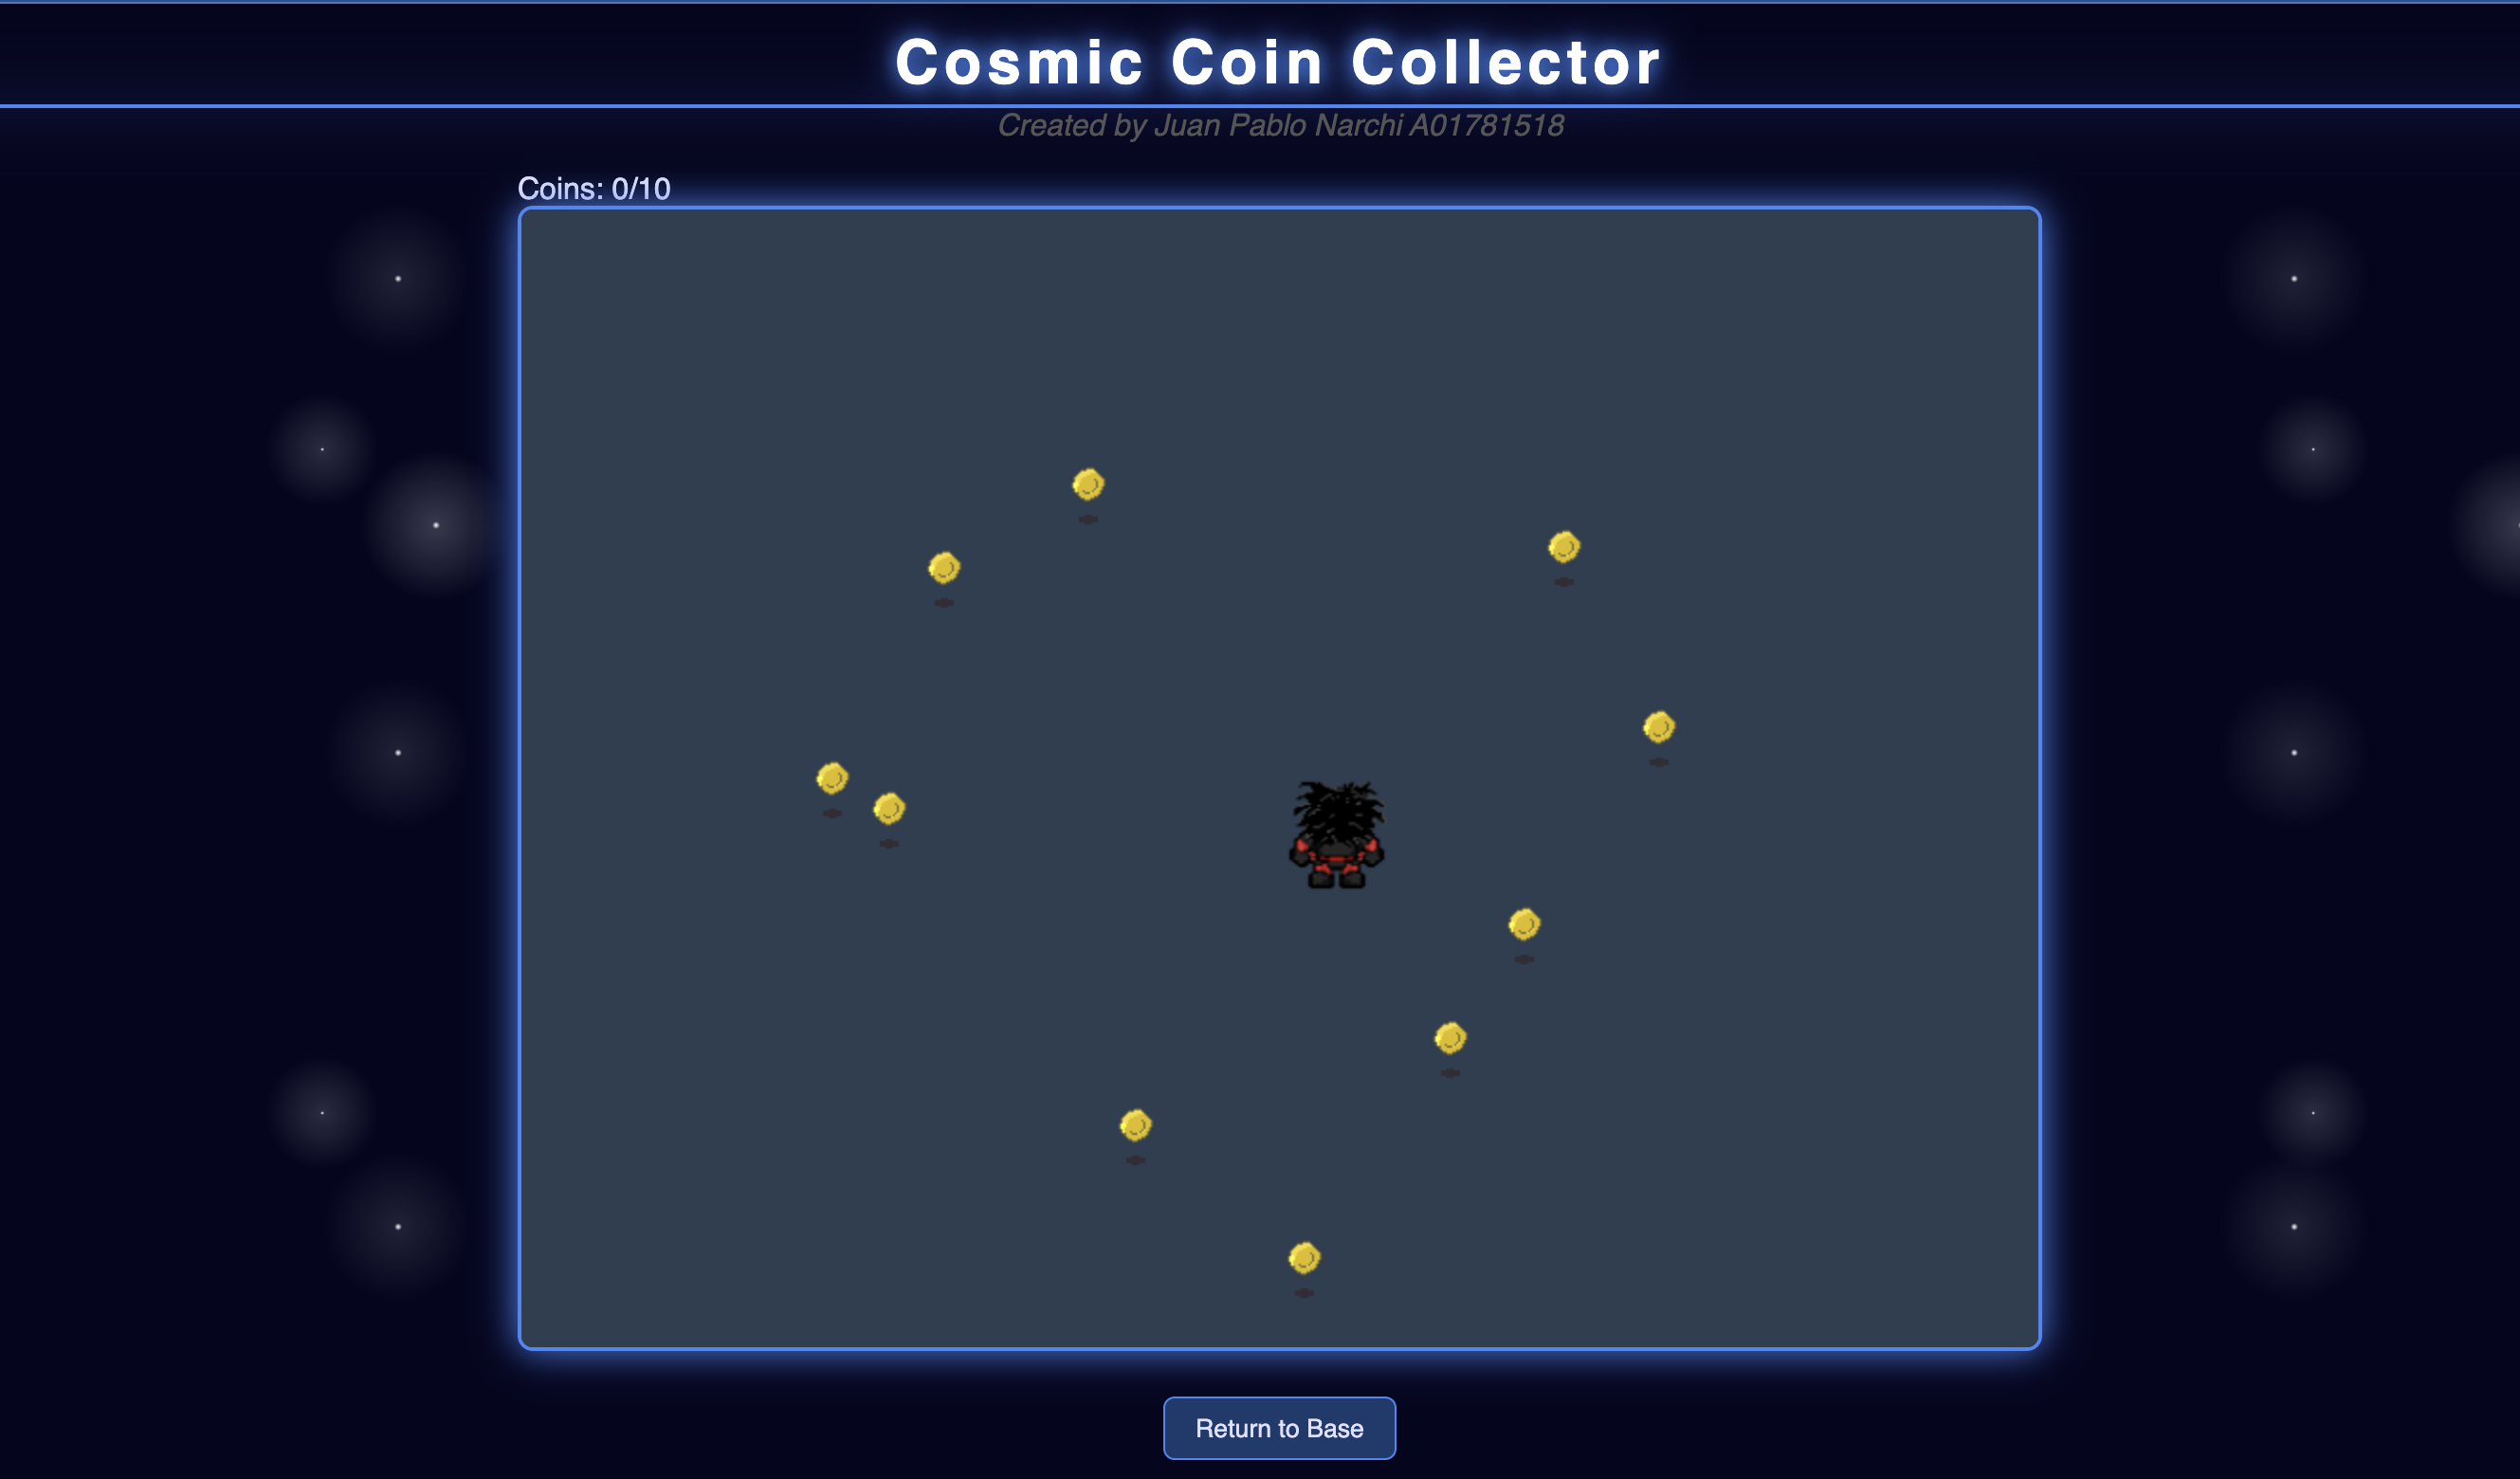 Cosmic Coin Collector
Created by Juan Pablo Narchi A01781518
Coins: 0/10
Return to Base